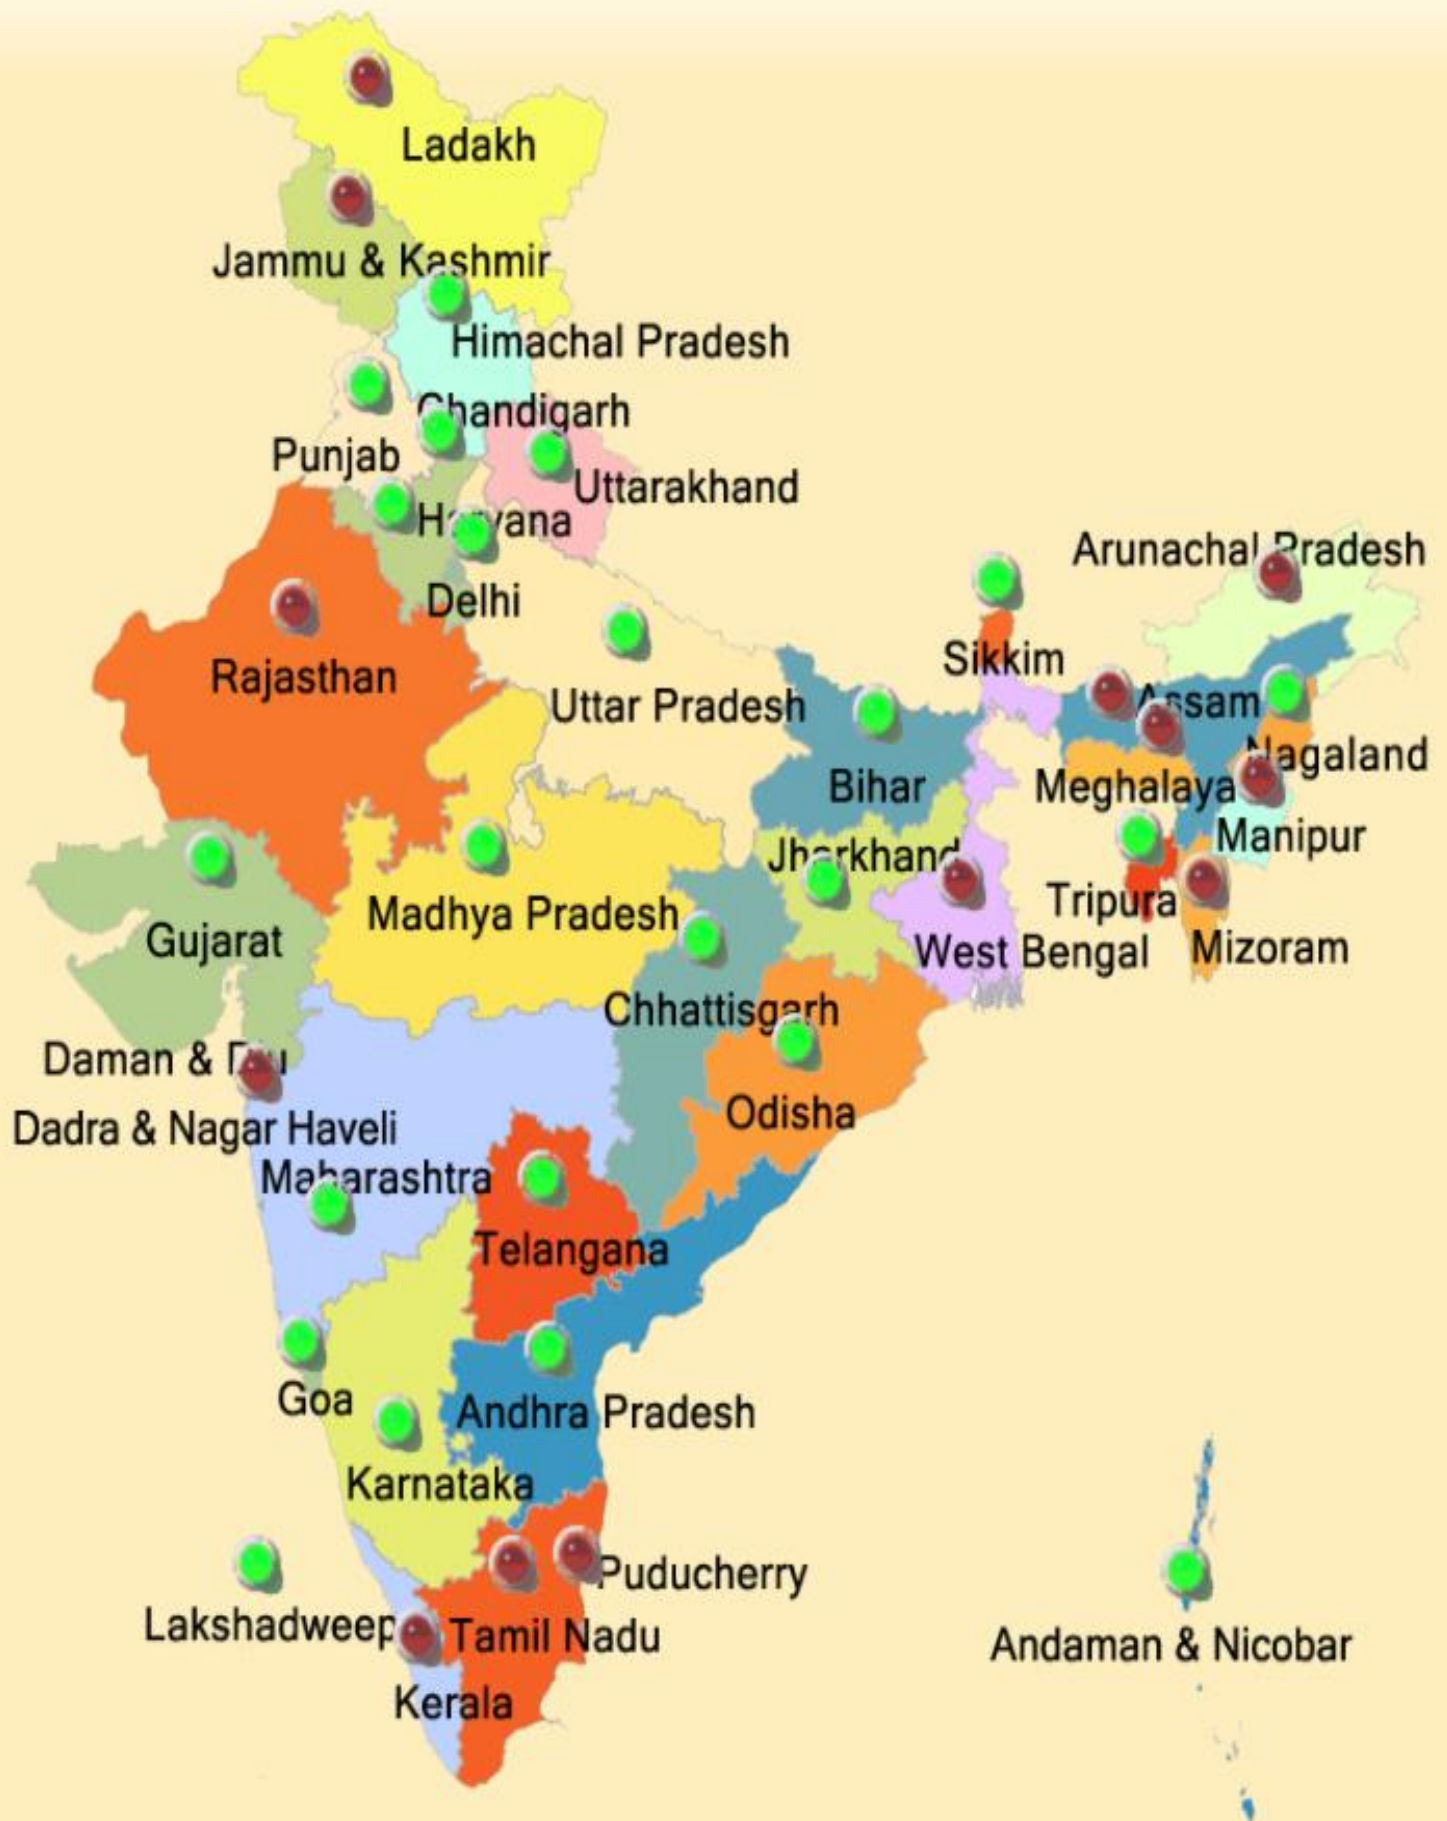 Ladakh
Jammu & Kashmir
Himachal Pradesh
Chandigarh
Punjab
Uttarakhand
Haryana
Arunachal Pradesh
Delhi
Sikkim
Rajasthan
Assam
Uttar Pradesh
Nagaland
Bihar
Meghalaya
Manipur
Jharkhand
Tripura
Madhya Pradesh
Gujarat
West Bengal
Mizoram
Chhattisgarh
Daman & Diu
Odisha
Dadra & Nagar Haveli
Maharashtra
Telangana
Goa
Andhra Pradesh
Karnataka
Puducherry
Lakshadweep
Tamil Nadu
Andaman & Nicobar
Kerala